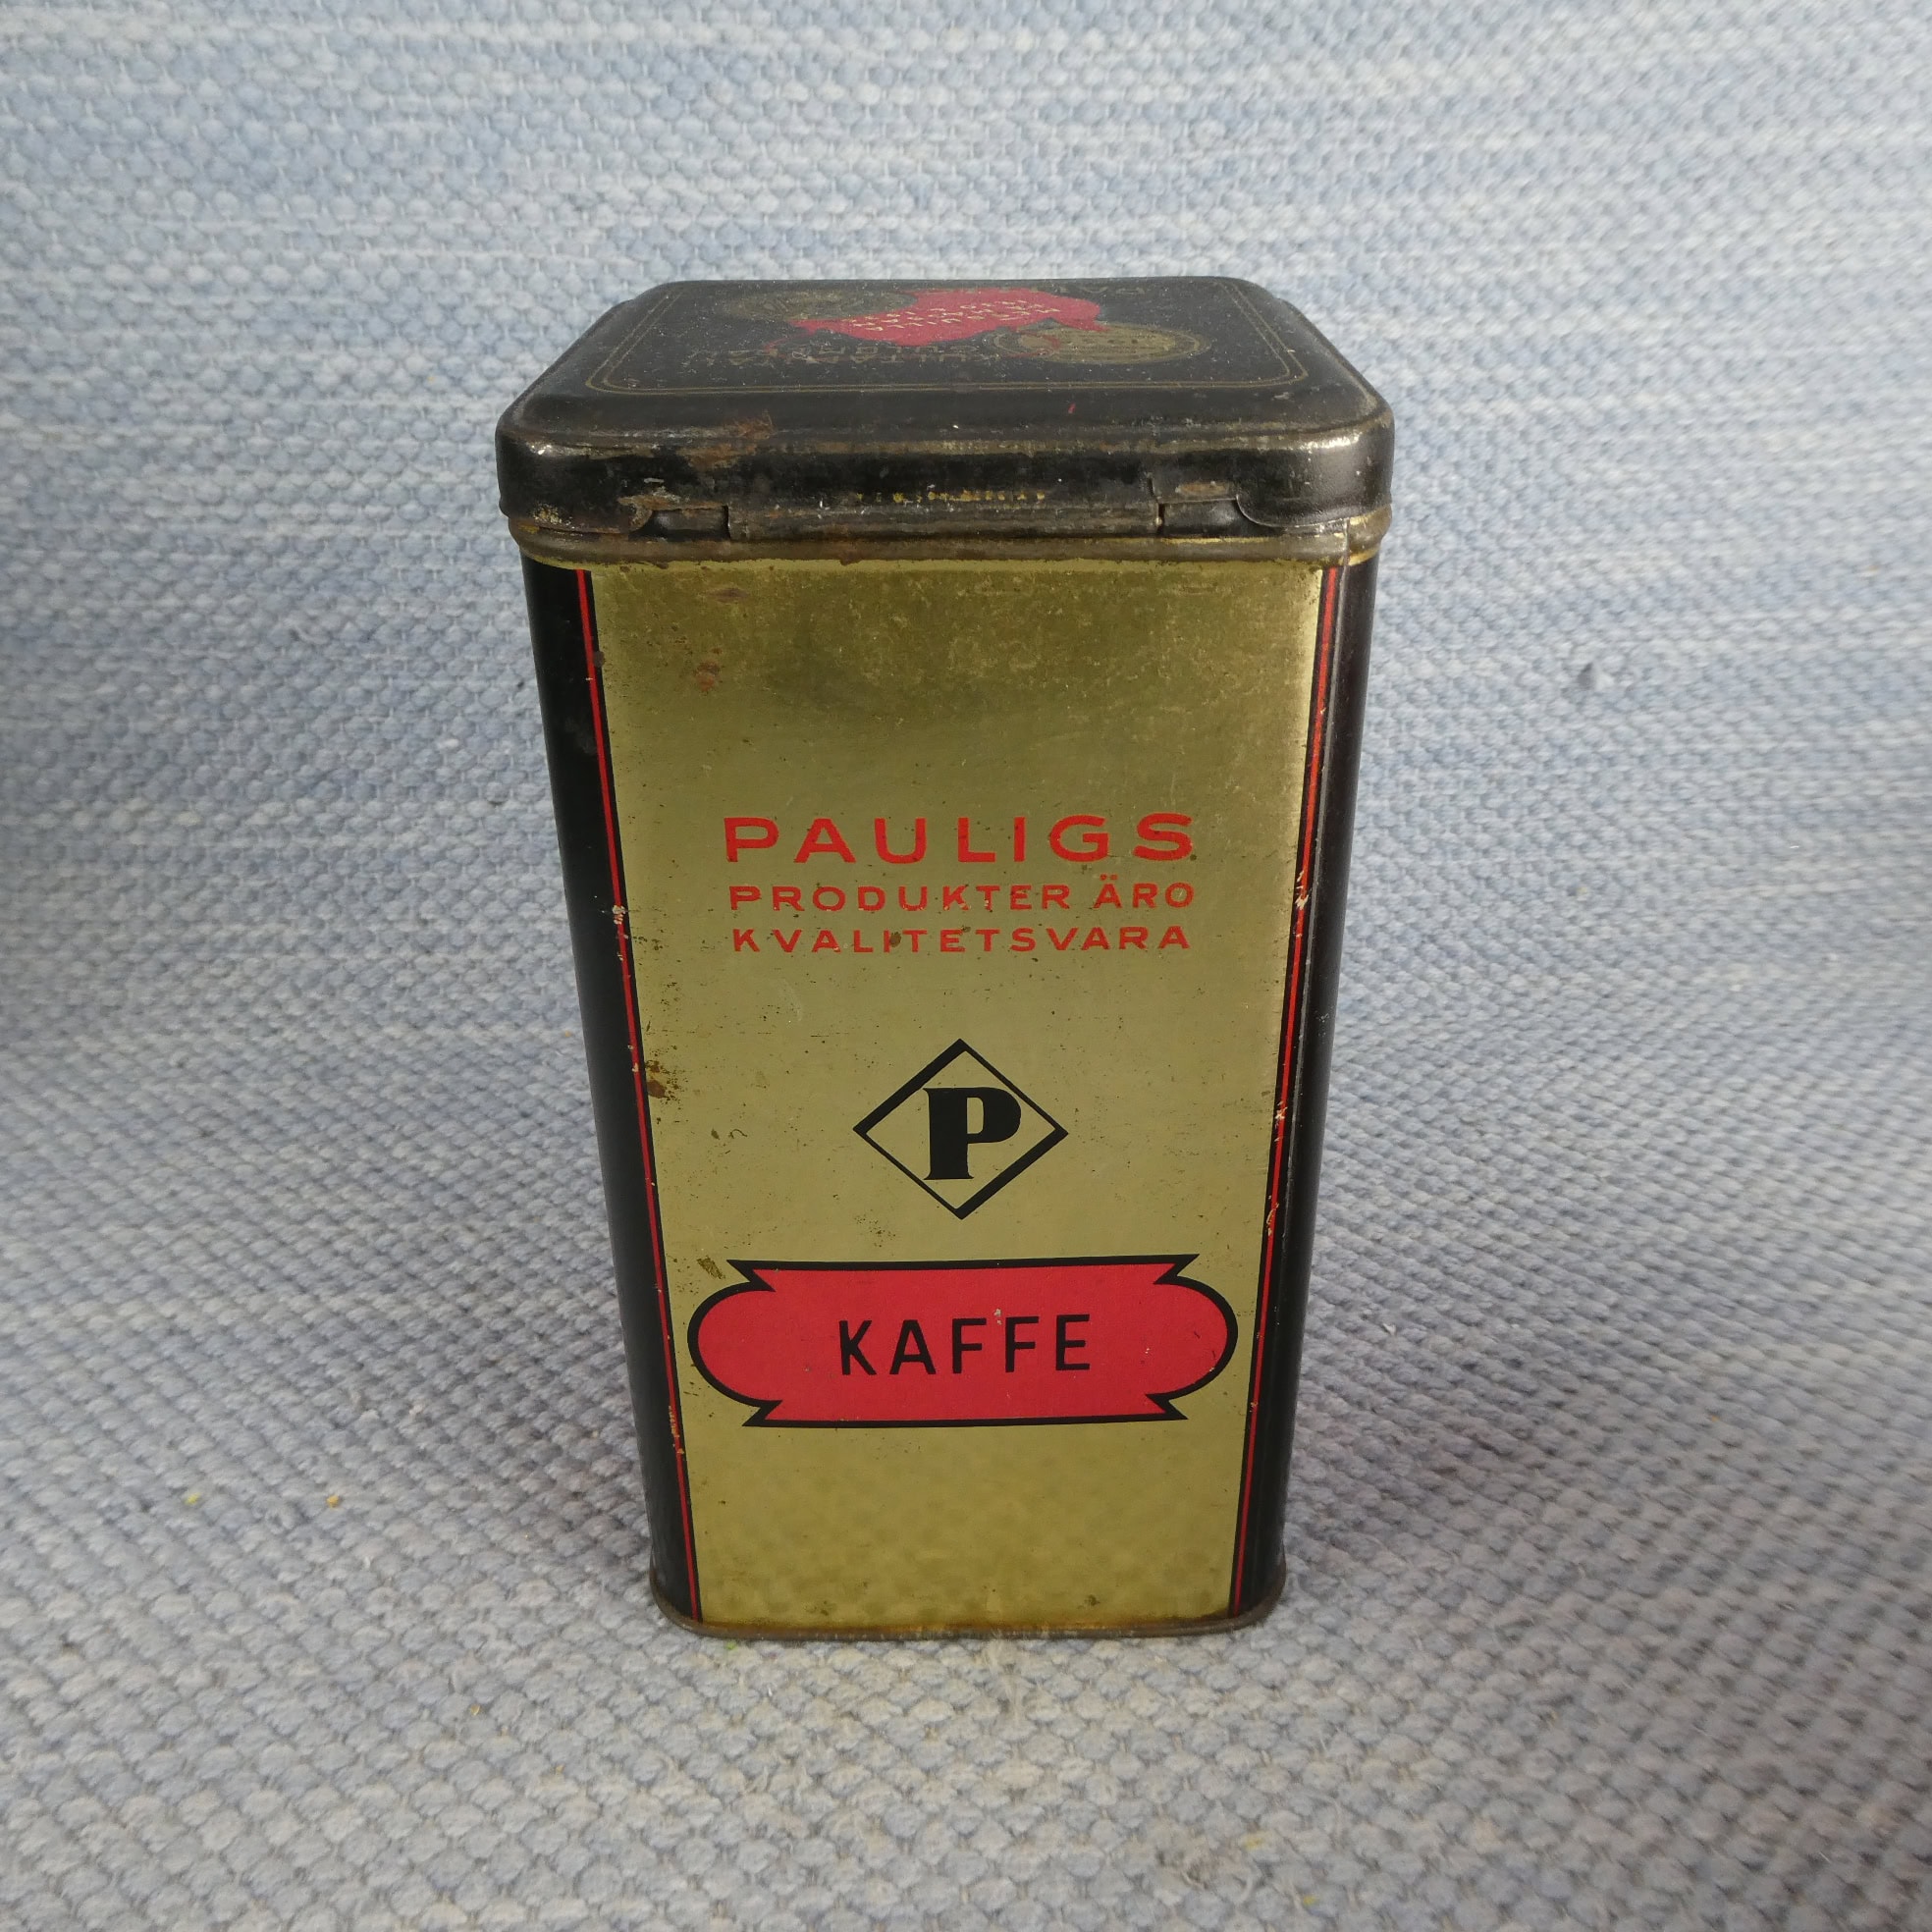 PAULIGS
PRODUKTER ÄRO
KVALITETSVARA
P
KAFFE